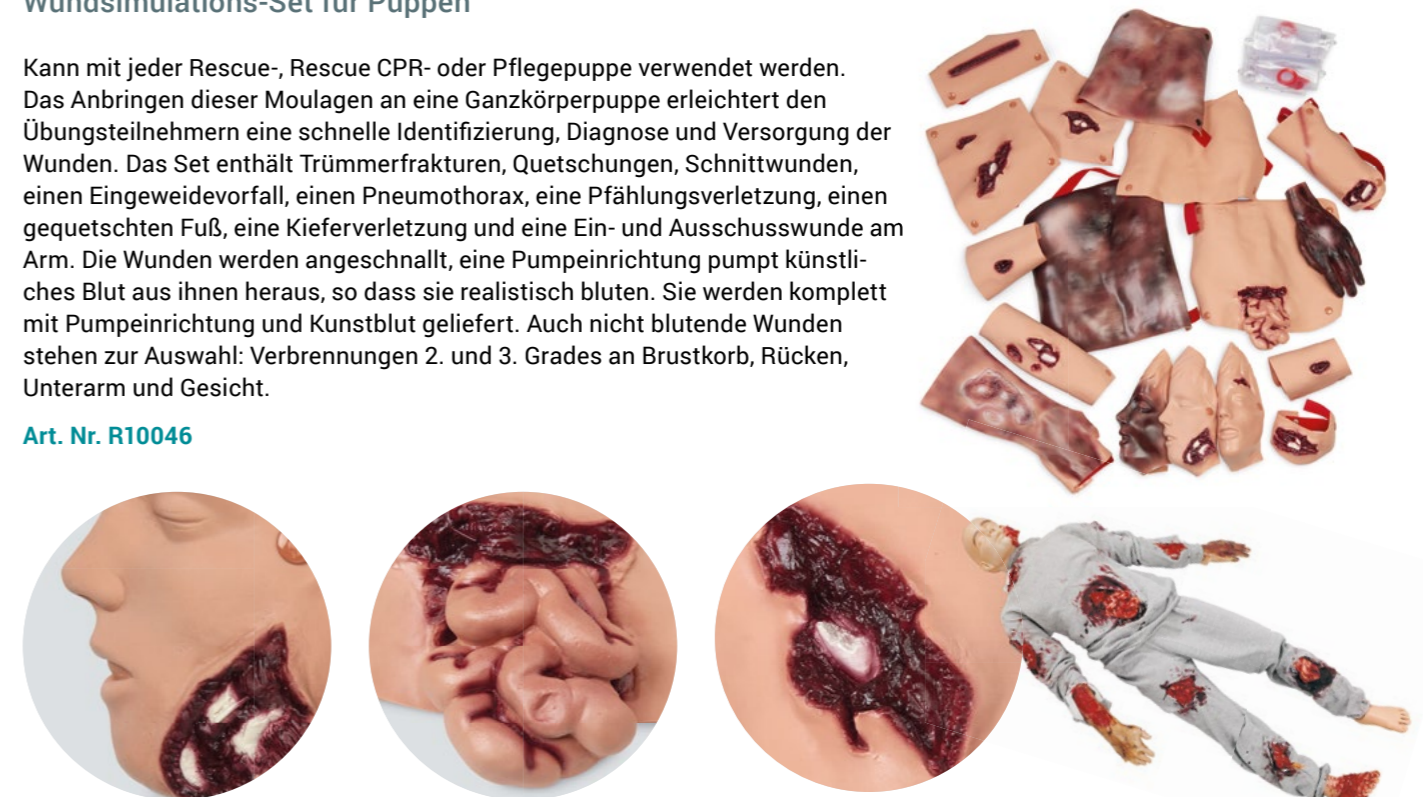 Wundsimulations-Set für Puppen
Kann mit jeder Rescue-, Rescue CPR- oder Pflegepuppe verwendet werden.
Das Anbringen dieser Moulagen an eine Ganzkörperpuppe erleichtert den
Übungsteilnehmern eine schnelle Identifizierung, Diagnose und Versorgung der
Wunden. Das Set enthält Trümmerfrakturen, Quetschungen, Schnittwunden,
einen Eingeweidevorfall, einen Pneumothorax, eine Pfählungsverletzung, einen
gequetschten Fuß, eine Kieferverletzung und eine Ein- und Ausschusswunde am
Arm. Die Wunden werden angeschnallt, eine Pumpeinrichtung pumpt künstli-
ches Blut aus ihnen heraus, so dass sie realistisch bluten. Sie werden komplett
mit Pumpeinrichtung und Kunstblut geliefert. Auch nicht blutende Wunden
stehen zur Auswahl: Verbrennungen 2. und 3. Grades an Brustkorb, Rücken,
Unterarm und Gesicht.
Art. Nr. R10046